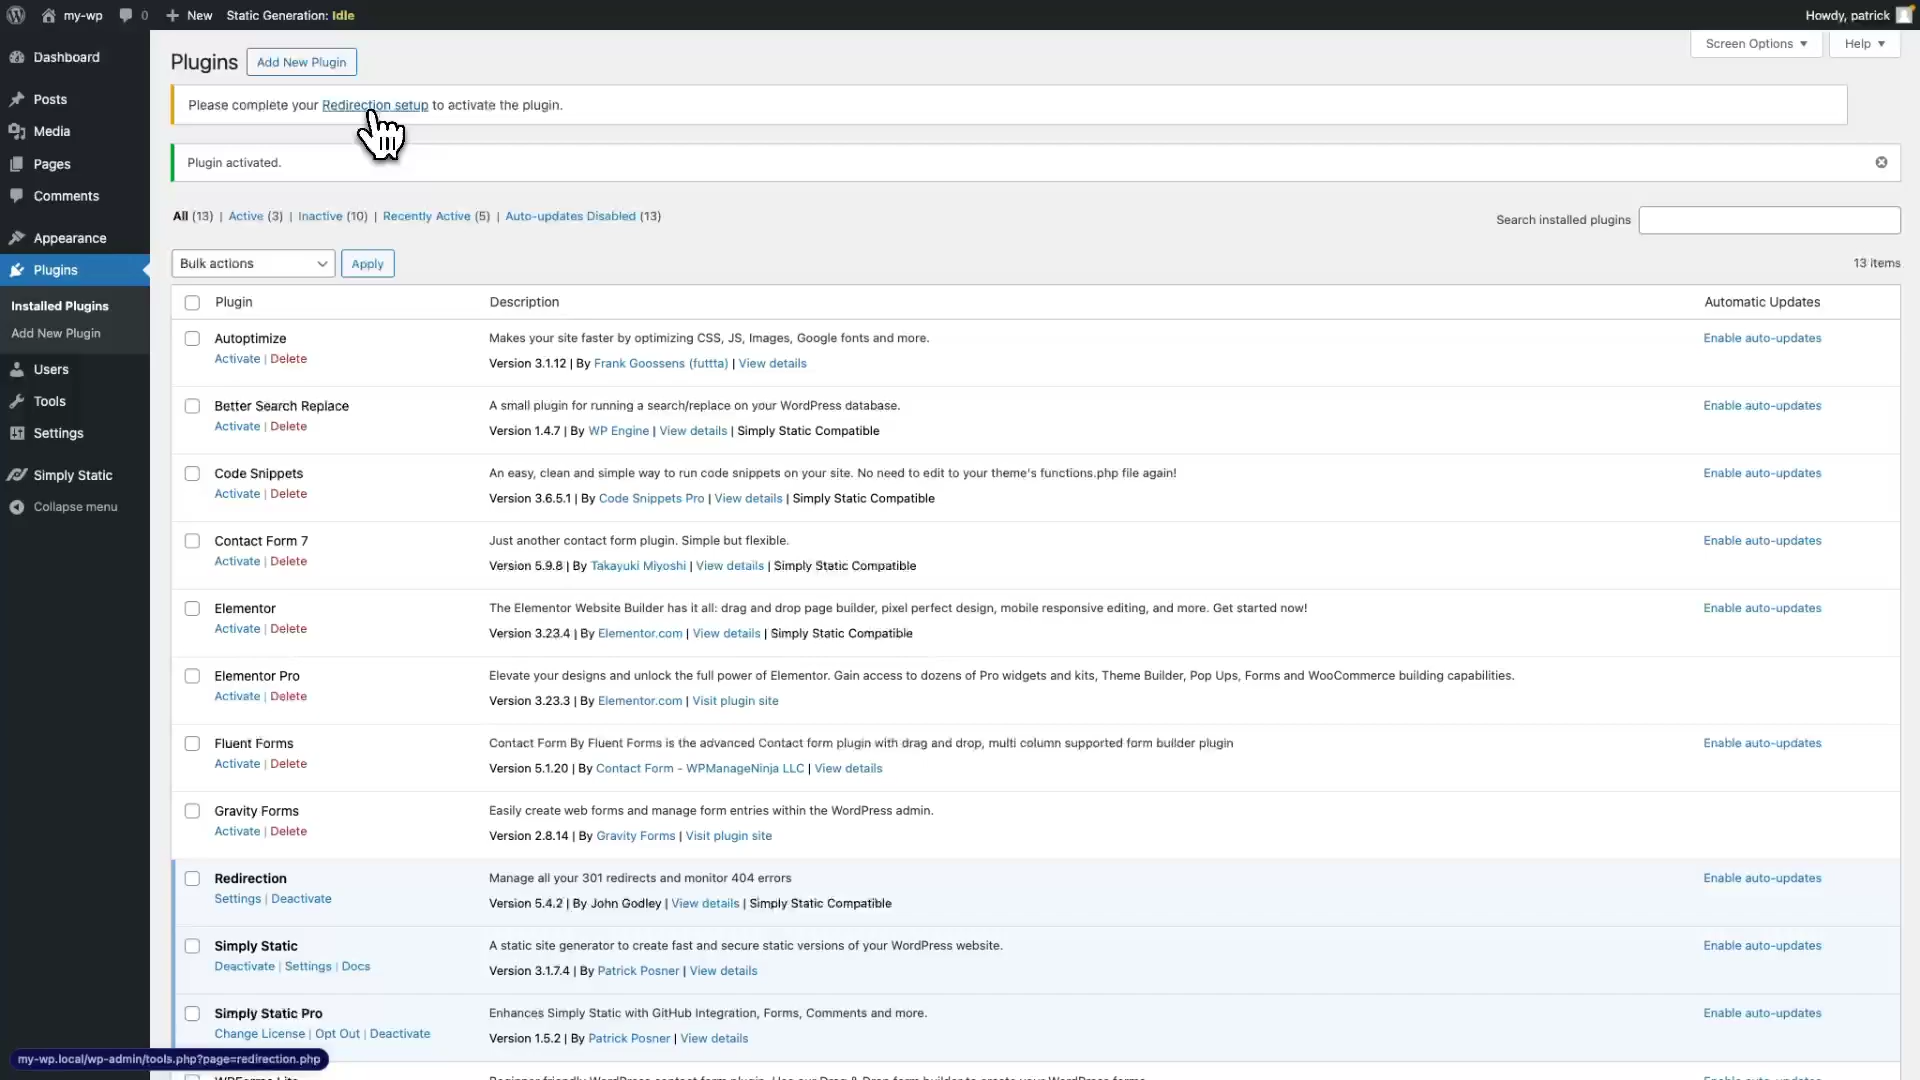 my-wp 0 New Static Generation: Idle Howdy, patrick
Screen Options Help
Plugins Add New Plugin
Please complete your Redirection setup to activate the plugin.
Plugin activated.
Dashboard
Posts
Media
Pages
Comments
Appearance
Plugins
Installed Plugins
Add New Plugin
Users
Tools
Settings
Simply Static
Collapse menu
All (13) | Active (3) | Inactive (10) | Recently Active (5) | Auto-updates Disabled (13)
Search installed plugins
Bulk actions Apply
13 items
Plugin Description Automatic Updates
Autoptimize Makes your site faster by optimizing CSS, JS, Images, Google fonts and more. Enable auto-updates
Activate | Delete Version 3.1.12 | By Frank Goossens (futtta) | View details
Better Search Replace A small plugin for running a search/replace on your WordPress database. Enable auto-updates
Activate | Delete Version 1.4.7 | By WP Engine | View details | Simply Static Compatible
Code Snippets An easy, clean and simple way to run code snippets on your site. No need to edit to your theme's functions.php file again! Enable auto-updates
Activate | Delete Version 3.6.5.1 | By Code Snippets Pro | View details | Simply Static Compatible
Contact Form 7 Just another contact form plugin. Simple but flexible. Enable auto-updates
Activate | Delete Version 5.9.8 | By Takayuki Miyoshi | View details | Simply Static Compatible
Elementor The Elementor Website Builder has it all: drag and drop page builder, pixel perfect design, mobile responsive editing, and more. Get started now! Enable auto-updates
Activate | Delete Version 3.23.4 | By Elementor.com | View details | Simply Static Compatible
Elementor Pro Elevate your designs and unlock the full power of Elementor. Gain access to dozens of Pro widgets and kits, Theme Builder, Pop Ups, Forms and WooCommerce building capabilities.
Activate | Delete Version 3.23.3 | By Elementor.com | Visit plugin site
Fluent Forms Contact Form By Fluent Forms is the advanced Contact form plugin with drag and drop, multi column supported form builder plugin Enable auto-updates
Activate | Delete Version 5.1.20 | By Contact Form - WPManageNinja LLC | View details
Gravity Forms Easily create web forms and manage form entries within the WordPress admin.
Activate | Delete Version 2.8.14 | By Gravity Forms | Visit plugin site
Redirection Manage all your 301 redirects and monitor 404 errors Enable auto-updates
Settings | Deactivate Version 5.4.2 | By John Godley | View details | Simply Static Compatible
Simply Static A static site generator to create fast and secure static versions of your WordPress website. Enable auto-updates
Deactivate | Settings | Docs Version 3.1.7.4 | By Patrick Posner | View details
Simply Static Pro Enhances Simply Static with GitHub Integration, Forms, Comments and more. Enable auto-updates
Change License | Opt Out | Deactivate Version 1.5.2 | By Patrick Posner | View details
my-wp.local/wp-admin/tools.php?page=redirection.php